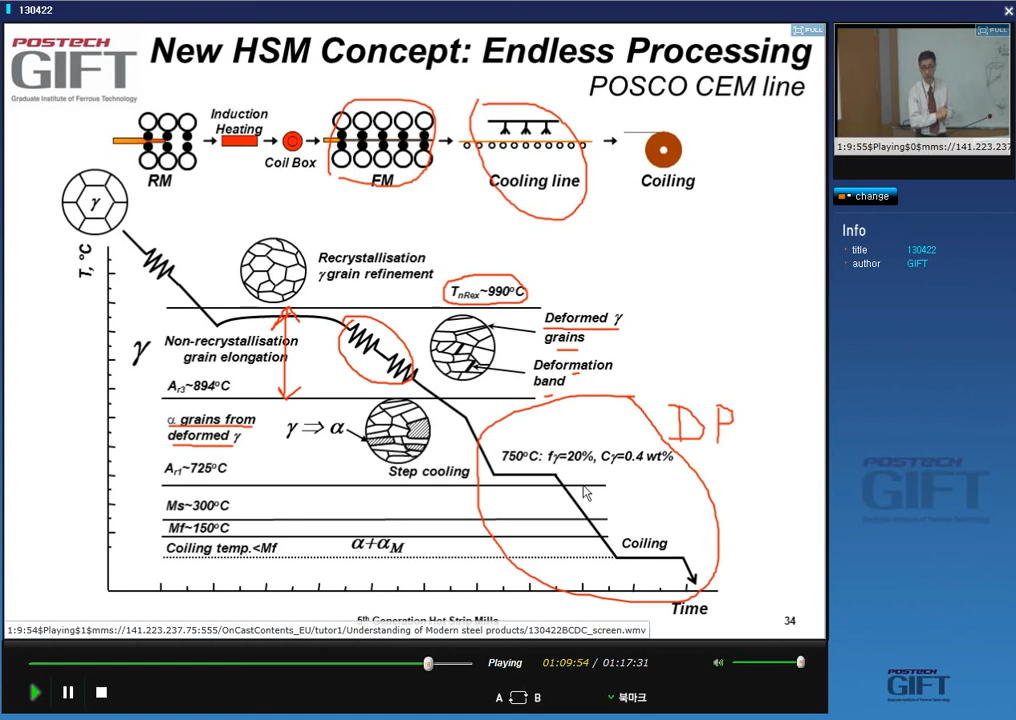 130422
POSTECH
GIFT
Graduate Institute of Ferrous Technology
New HSM Concept: Endless Processing
POSCO CEM line
FULL
RM
Induction
Heating
Coil Box
FM
Cooling line
Coiling
T, °C
γ
Recrystallisation
γ grain refinement
TnRex~990°C
γ
Non-recrystallisation
grain elongation
Deformed γ
grains
Deformation
band
Ar3~894°C
α grains from
deformed γ
γ ⇒ α
Step cooling
DP
750°C: fγ=20%, Cγ=0.4 wt%
Ar1~725°C
Ms~300°C
Mf~150°C
Coiling temp.<Mf
α+αM
Coiling
Time
5th Generation Hot Strip Mills
34
POSTECH
GIFT
1:9:54$Playing$1$mms://141.223.237.75:555/OnCastContents_EU/tutor1/Understanding of Modern steel products/130422BCDC_screen.wmv
FULL
1:9:55$Playing$0$mms://141.223.237
change
Info
title 130422
author GIFT
Playing
01:09:54 / 01:17:31
A B
북마크
POSTECH
GIFT